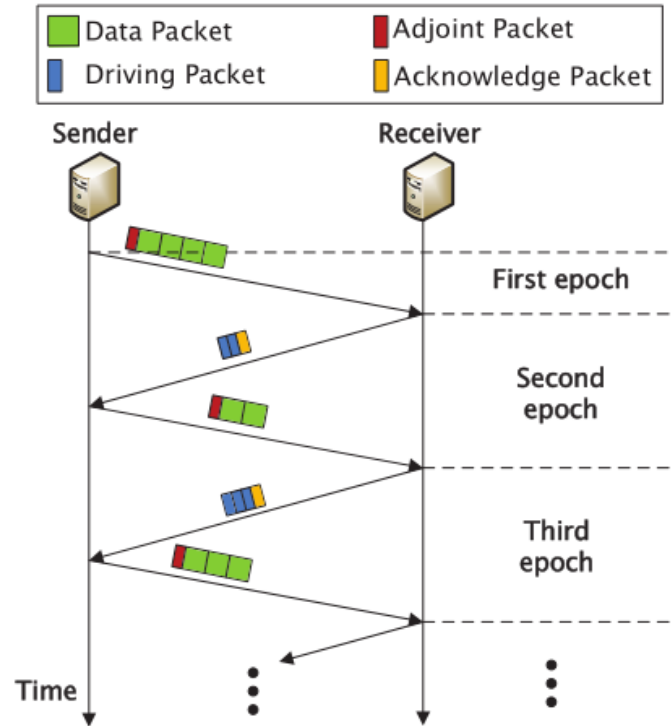 Data Packet
Adjoint Packet
Driving Packet
Acknowledge Packet
Sender
Receiver
First epoch
Second
epoch
Third
epoch
Time